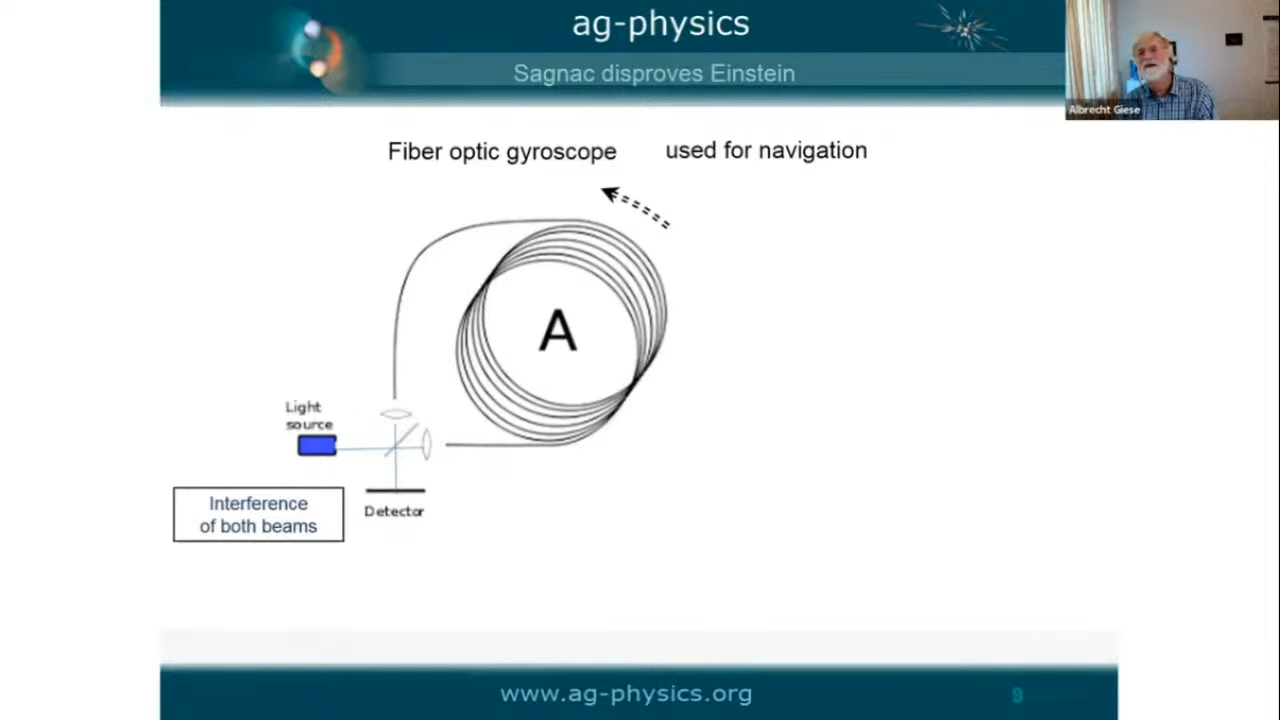 ag-physics
Sagnac disproves Einstein
Albrecht Giese
Fiber optic gyroscope used for navigation
A
Light
source
Interference
of both beams
Detector
www.ag-physics.org
9